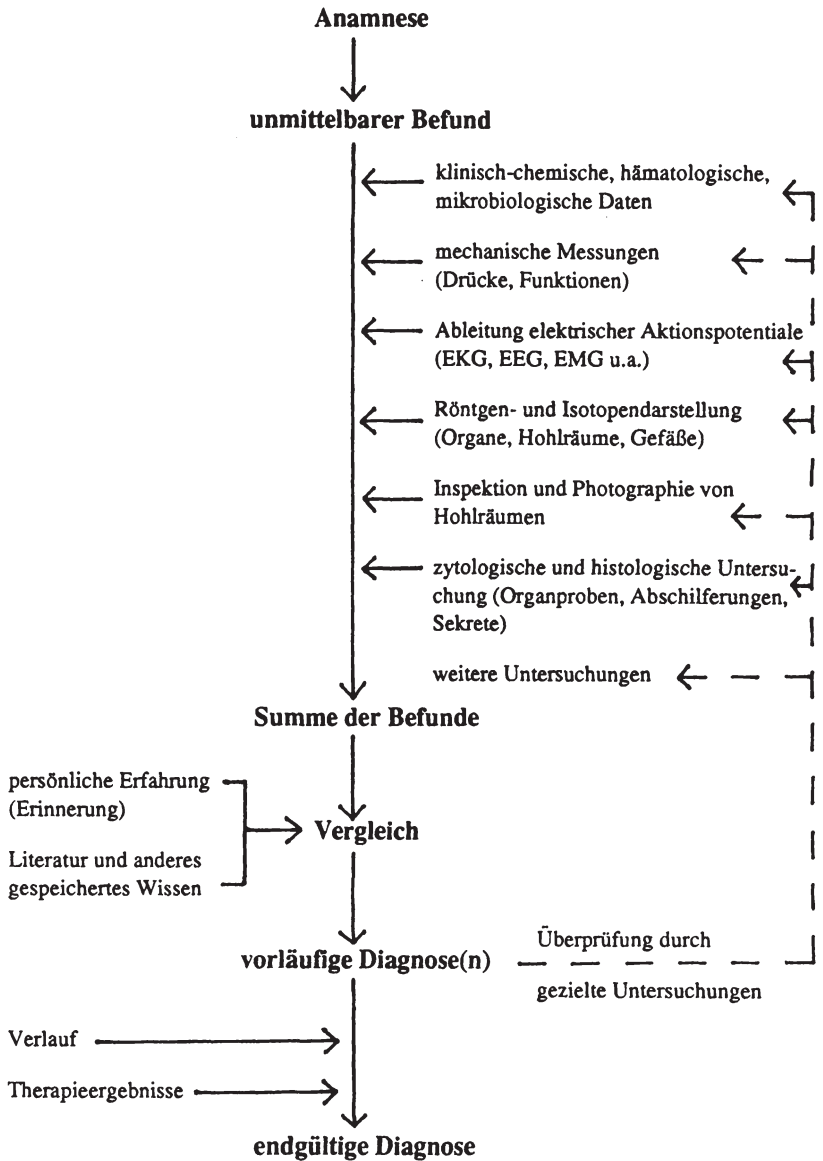 Anamnese
unmittelbarer Befund
klinisch-chemische, hämatologische,
mikrobiologische Daten
mechanische Messungen
(Drücke, Funktionen)
Ableitung elektrischer Aktionspotentiale
(EKG, EEG, EMG u.a.)
Röntgen- und Isotopendarstellung
(Organe, Hohlräume, Gefäße)
Inspektion und Photographie von
Hohlräumen
zytologische und histologische Untersu-
chung (Organproben, Abschilferungen,
Sekrete)
weitere Untersuchungen
Summe der Befunde
persönliche Erfahrung
(Erinnerung)
Vergleich
Literatur und anderes
gespeichertes Wissen
vorläufige Diagnose(n)
Überprüfung durch
gezielte Untersuchungen
Verlauf
Therapieergebnisse
endgültige Diagnose